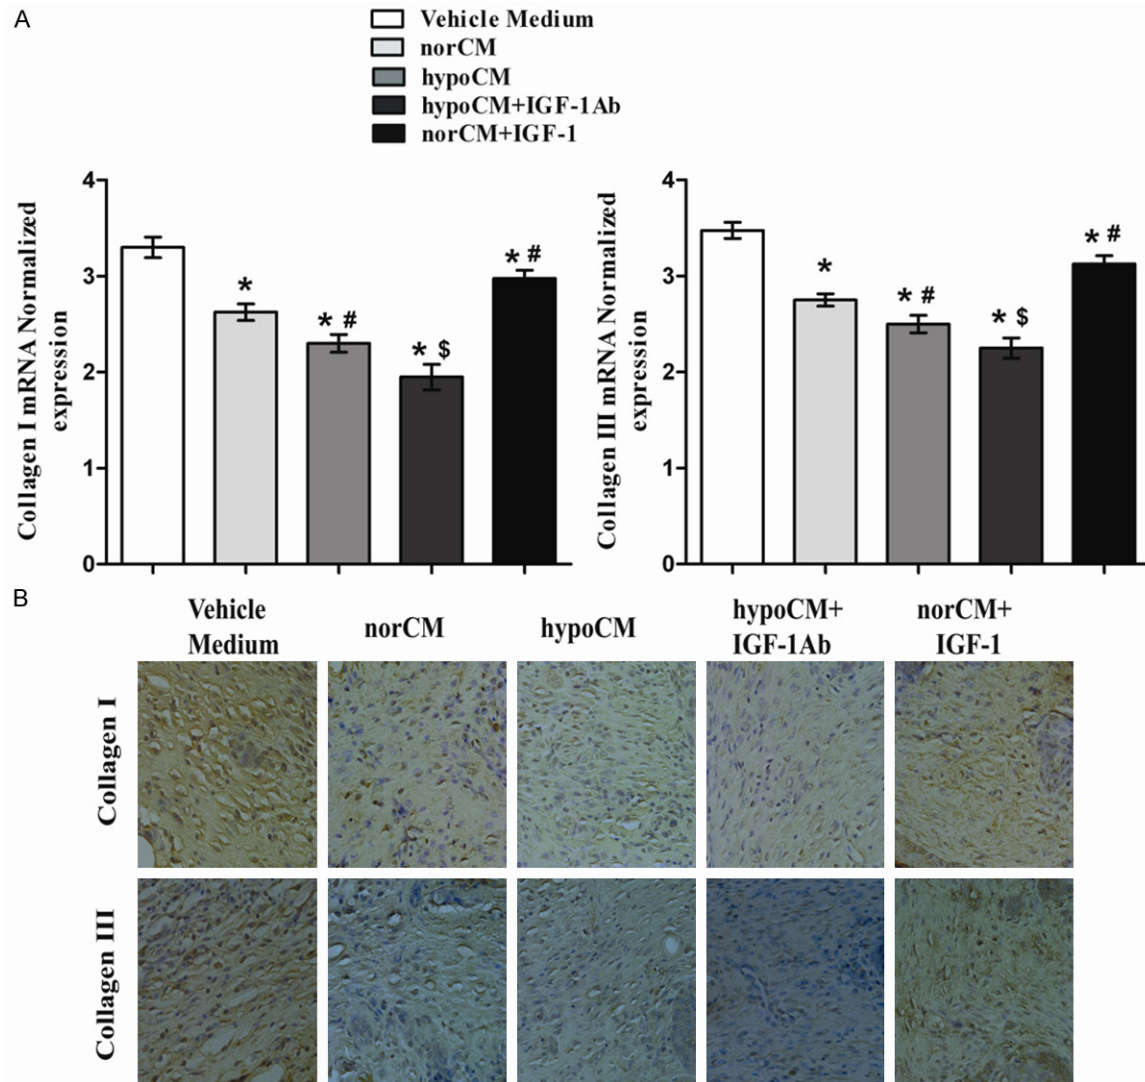 A
Vehicle Medium
norCM
hypoCM
hypoCM+IGF-1Ab
norCM+IGF-1
Collagen I mRNA Normalized
expression
4
3
2
1
0
*
* #
* $
* #
Collagen III mRNA Normalized
expression
4
3
2
1
0
*
* #
* $
* #
B
Vehicle
Medium
norCM
hypoCM
hypoCM+
IGF-1Ab
norCM+
IGF-1
Collagen I
Collagen III